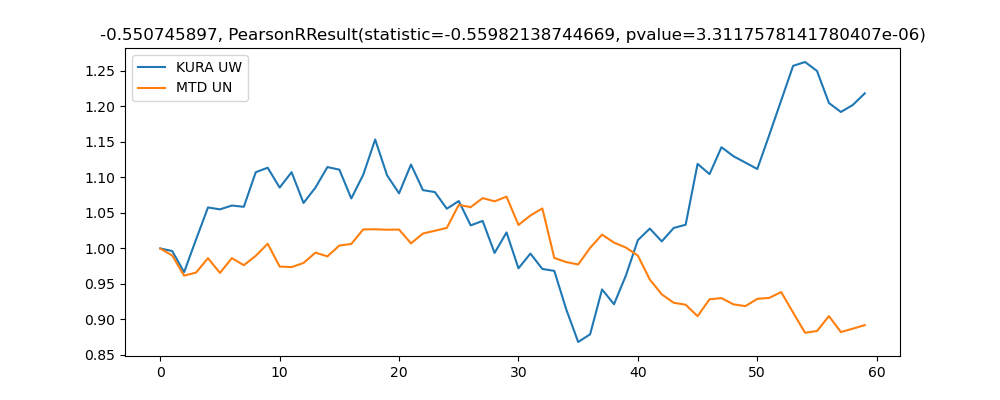 -0.550745897, PearsonRResult(statistic=-0.55982138744669, pvalue=3.3117578141780407e-06)
KURA UW
MTD UN
1.25
1.20
1.15
1.10
1.05
1.00
0.95
0.90
0.85
0 10 20 30 40 50 60